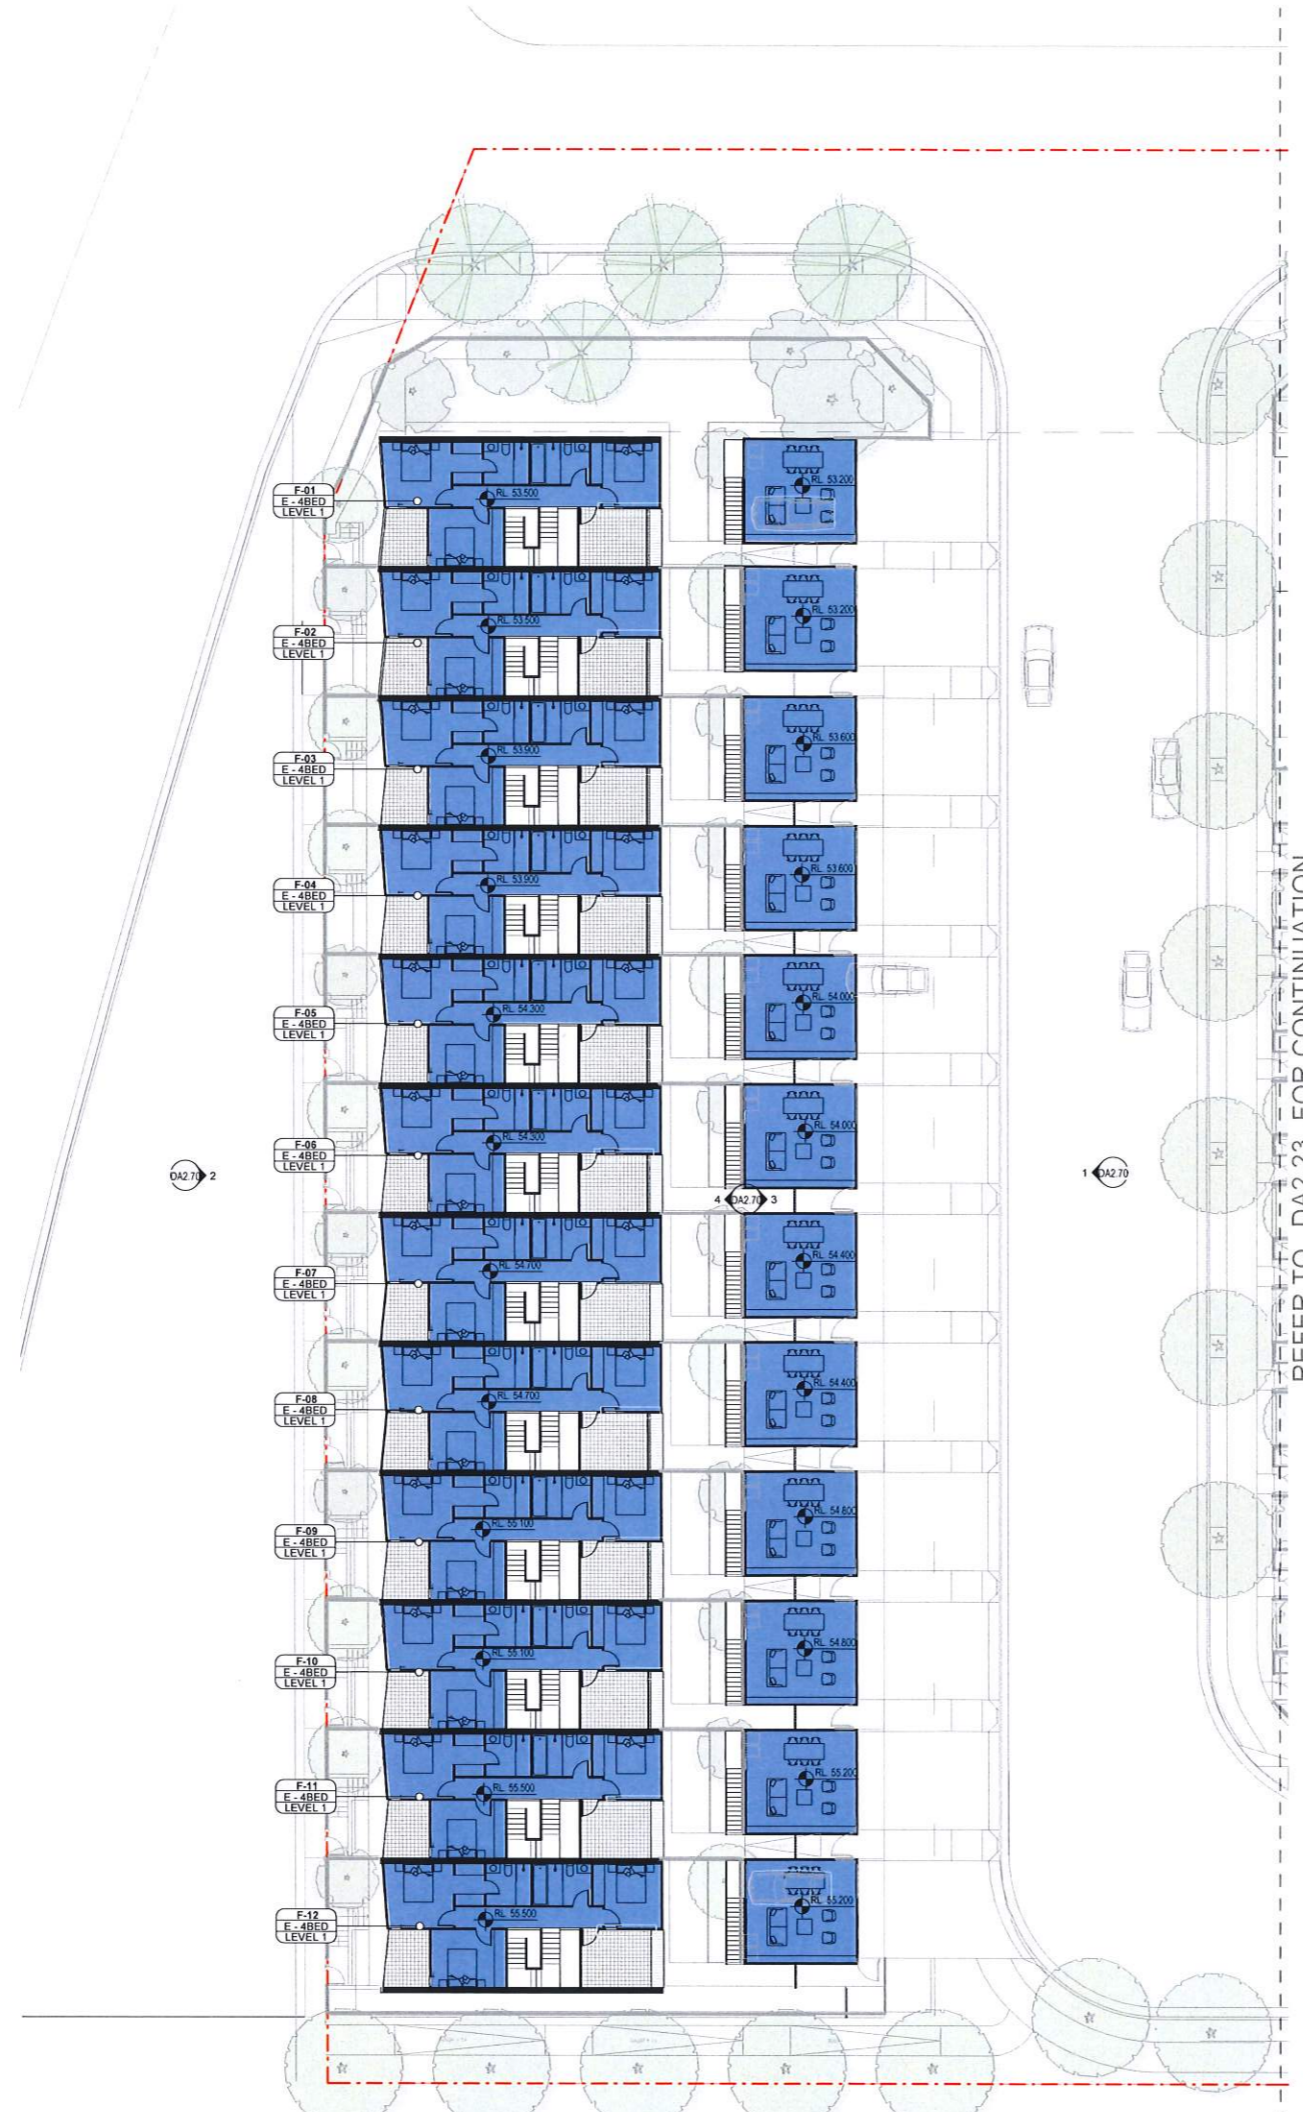 F-01
E - 4BED
LEVEL 1
RL 53.500
RL 53.200
F-02
E - 4BED
LEVEL 1
RL 53.500
RL 53.200
F-03
E - 4BED
LEVEL 1
RL 53.900
RL 53.600
F-04
E - 4BED
LEVEL 1
RL 53.900
RL 53.600
F-05
E - 4BED
LEVEL 1
RL 54.300
RL 54.000
F-06
E - 4BED
LEVEL 1
RL 54.300
RL 54.000
DA2.70 2
4 DA2.70 3
1 DA2.70
F-07
E - 4BED
LEVEL 1
RL 54.700
RL 54.400
F-08
E - 4BED
LEVEL 1
RL 54.700
RL 54.400
F-09
E - 4BED
LEVEL 1
RL 55.100
RL 54.800
F-10
E - 4BED
LEVEL 1
RL 55.100
RL 54.800
F-11
E - 4BED
LEVEL 1
RL 55.500
RL 55.200
F-12
E - 4BED
LEVEL 1
RL 55.500
RL 55.200
REFER TO DA2.23 FOR CONTINUATION